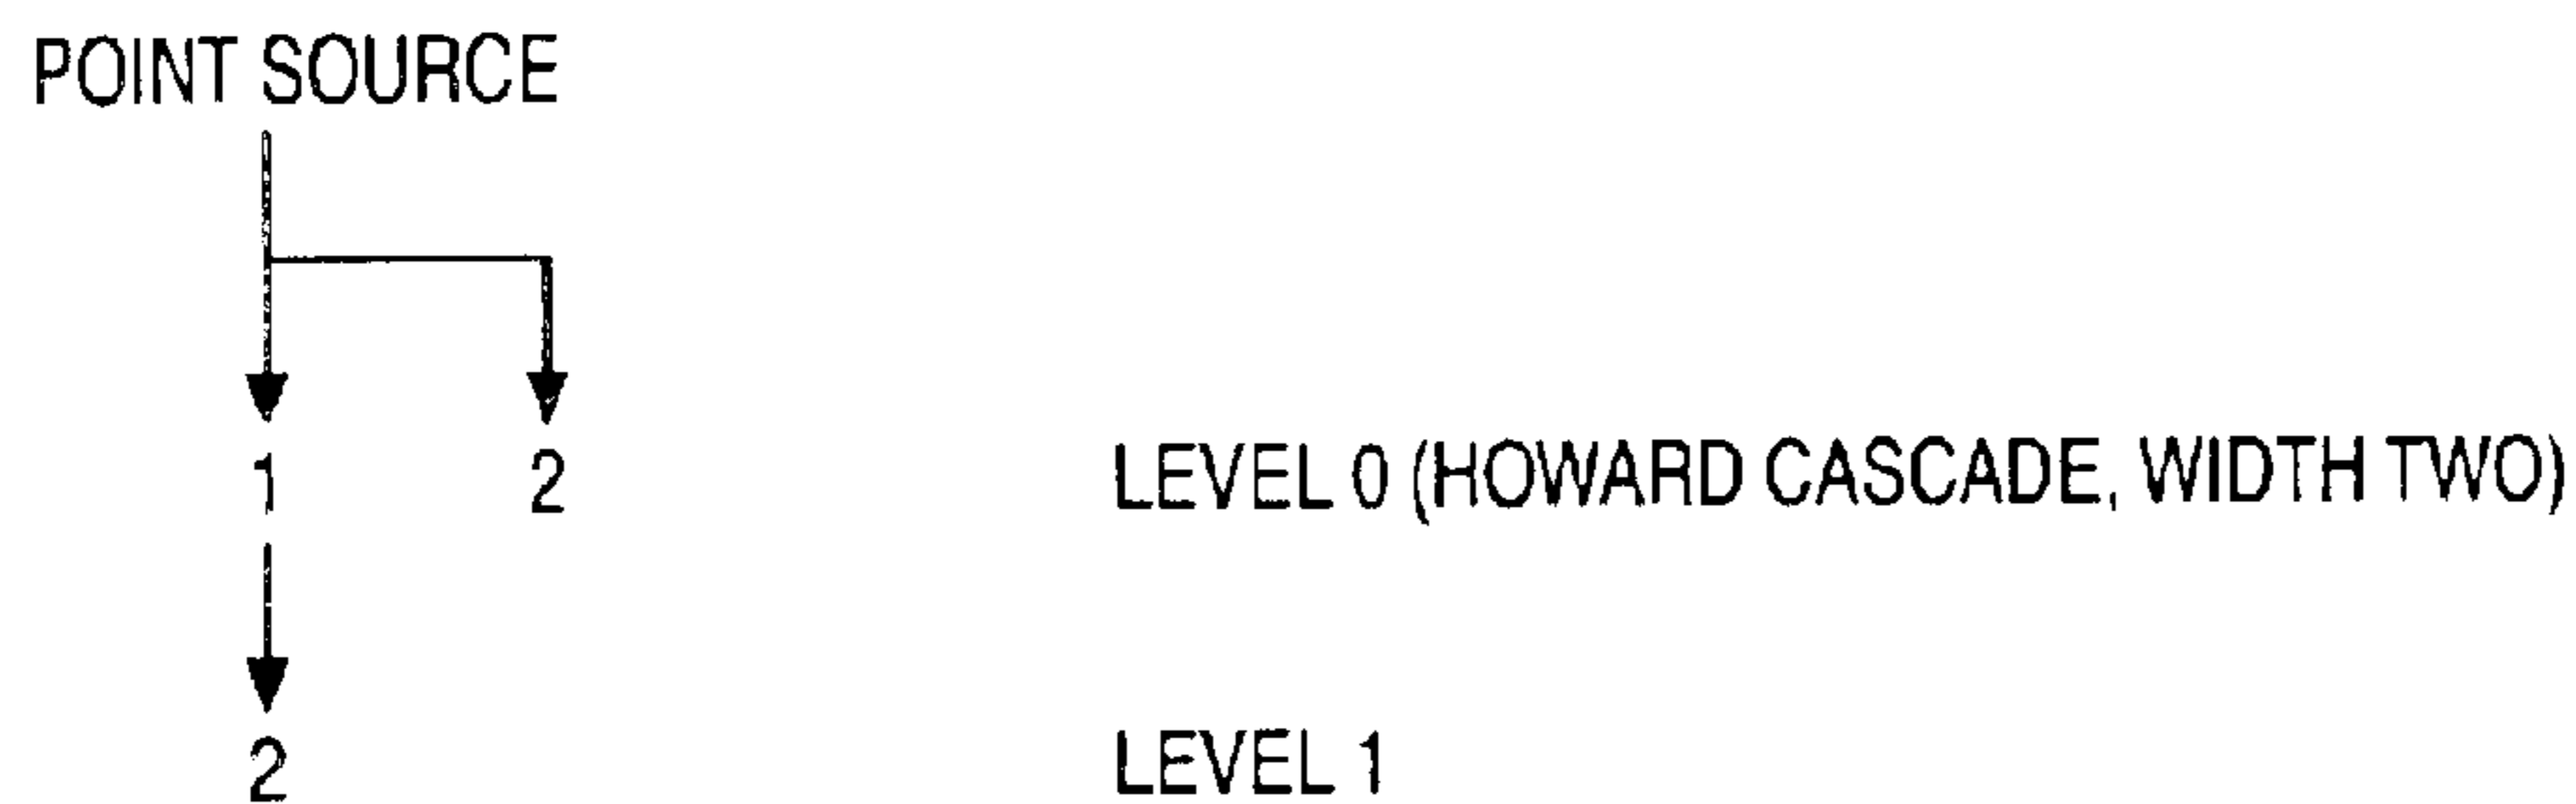 POINT SOURCE
1 2 LEVEL 0 (HOWARD CASCADE, WIDTH TWO)
2 LEVEL 1